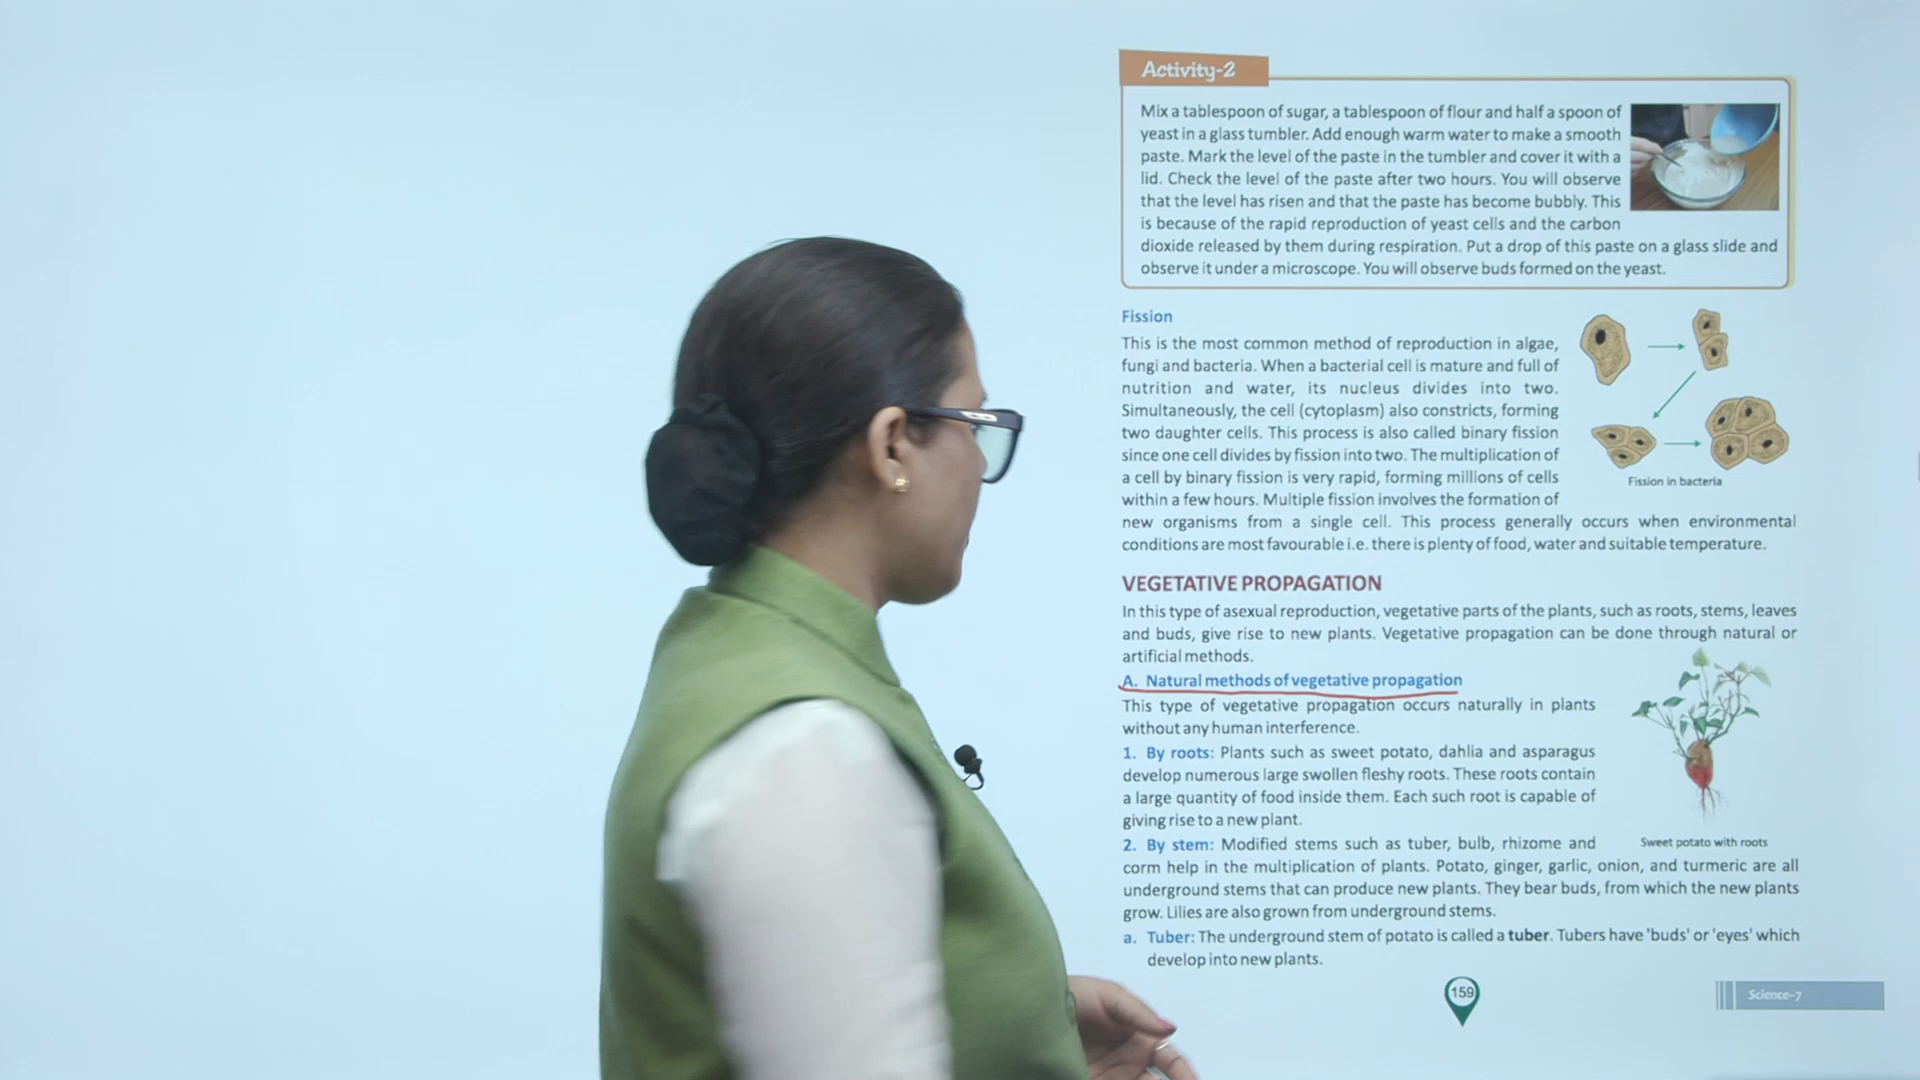 Activity-2
Mix a tablespoon of sugar, a tablespoon of flour and half a spoon of
yeast in a glass tumbler. Add enough warm water to make a smooth
paste. Mark the level of the paste in the tumbler and cover it with a
lid. Check the level of the paste after two hours. You will observe
that the level has risen and that the paste has become bubbly. This
is because of the rapid reproduction of yeast cells and the carbon
dioxide released by them during respiration. Put a drop of this paste on a glass slide and
observe it under a microscope. You will observe buds formed on the yeast.
Fission
This is the most common method of reproduction in algae,
fungi and bacteria. When a bacterial cell is mature and full of
nutrition and water, its nucleus divides into two.
Simultaneously, the cell (cytoplasm) also constricts, forming
two daughter cells. This process is also called binary fission
since one cell divides by fission into two. The multiplication of
a cell by binary fission is very rapid, forming millions of cells
within a few hours. Multiple fission involves the formation of
new organisms from a single cell. This process generally occurs when environmental
conditions are most favourable i.e. there is plenty of food, water and suitable temperature.
Fission in bacteria
VEGETATIVE PROPAGATION
In this type of asexual reproduction, vegetative parts of the plants, such as roots, stems, leaves
and buds, give rise to new plants. Vegetative propagation can be done through natural or
artificial methods.
A. Natural methods of vegetative propagation
This type of vegetative propagation occurs naturally in plants
without any human interference.
1. By roots: Plants such as sweet potato, dahlia and asparagus
develop numerous large swollen fleshy roots. These roots contain
a large quantity of food inside them. Each such root is capable of
giving rise to a new plant.
Sweet potato with roots
2. By stem: Modified stems such as tuber, bulb, rhizome and
corm help in the multiplication of plants. Potato, ginger, garlic, onion, and turmeric are all
underground stems that can produce new plants. They bear buds, from which the new plants
grow. Lilies are also grown from underground stems.
a. Tuber: The underground stem of potato is called a tuber. Tubers have 'buds' or 'eyes' which
develop into new plants.
159
Science-7